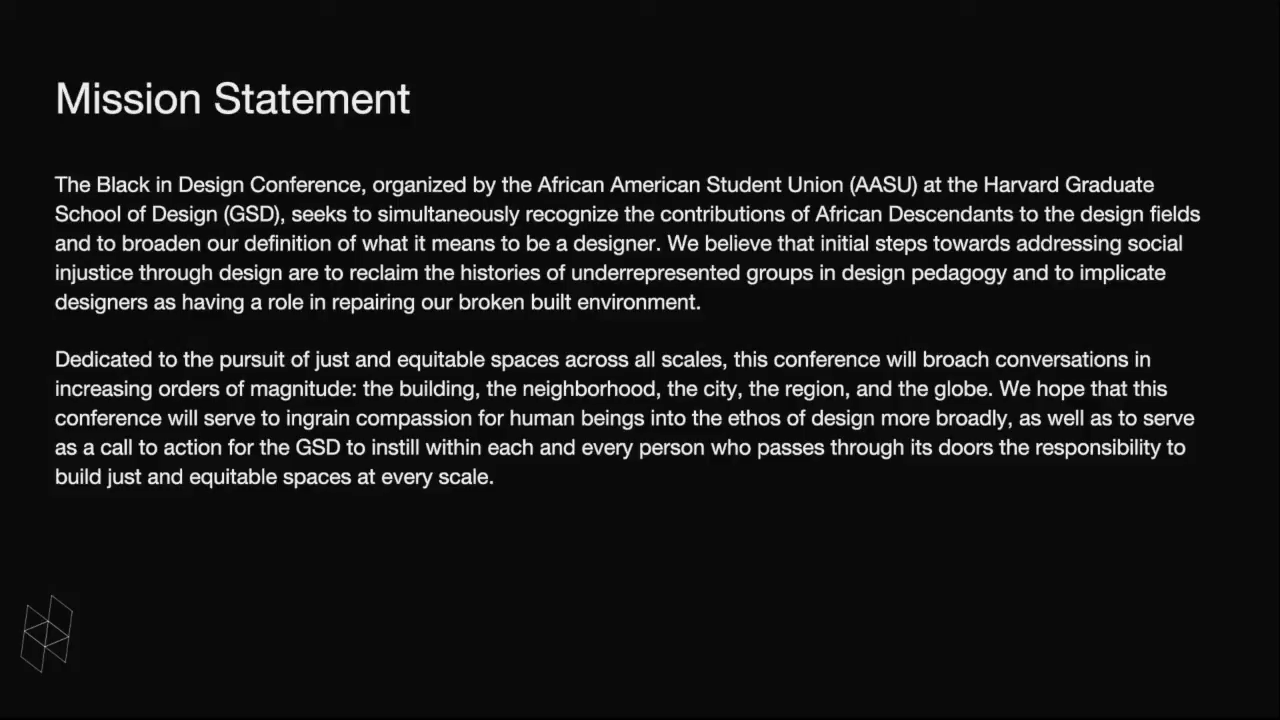 Mission Statement
The Black in Design Conference, organized by the African American Student Union (AASU) at the Harvard Graduate
School of Design (GSD), seeks to simultaneously recognize the contributions of African Descendants to the design fields
and to broaden our definition of what it means to be a designer. We believe that initial steps towards addressing social
injustice through design are to reclaim the histories of underrepresented groups in design pedagogy and to implicate
designers as having a role in repairing our broken built environment.
Dedicated to the pursuit of just and equitable spaces across all scales, this conference will broach conversations in
increasing orders of magnitude: the building, the neighborhood, the city, the region, and the globe. We hope that this
conference will serve to ingrain compassion for human beings into the ethos of design more broadly, as well as to serve
as a call to action for the GSD to instill within each and every person who passes through its doors the responsibility to
build just and equitable spaces at every scale.